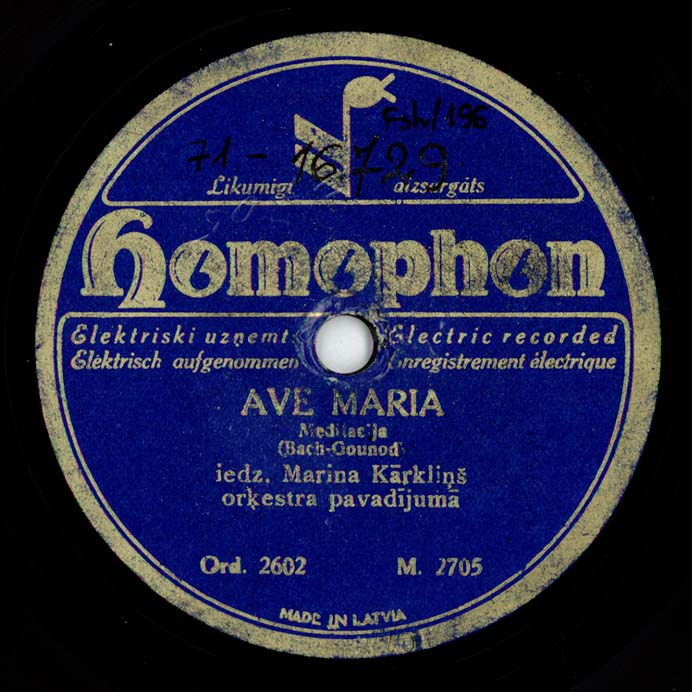 Fsh/196
71 - 16729
Likumīgi aizsargāts
Homophon
Elektriski uzņemts Electric recorded
Elektrisch aufgenommen Enregistrement électrique
AVE MARIA
Meditacija
(Bach-Gounod)
iedz. Marina Kārkliņš
orķestra pavadījumā
Ord. 2602 M. 2705
MADE IN LATVIA